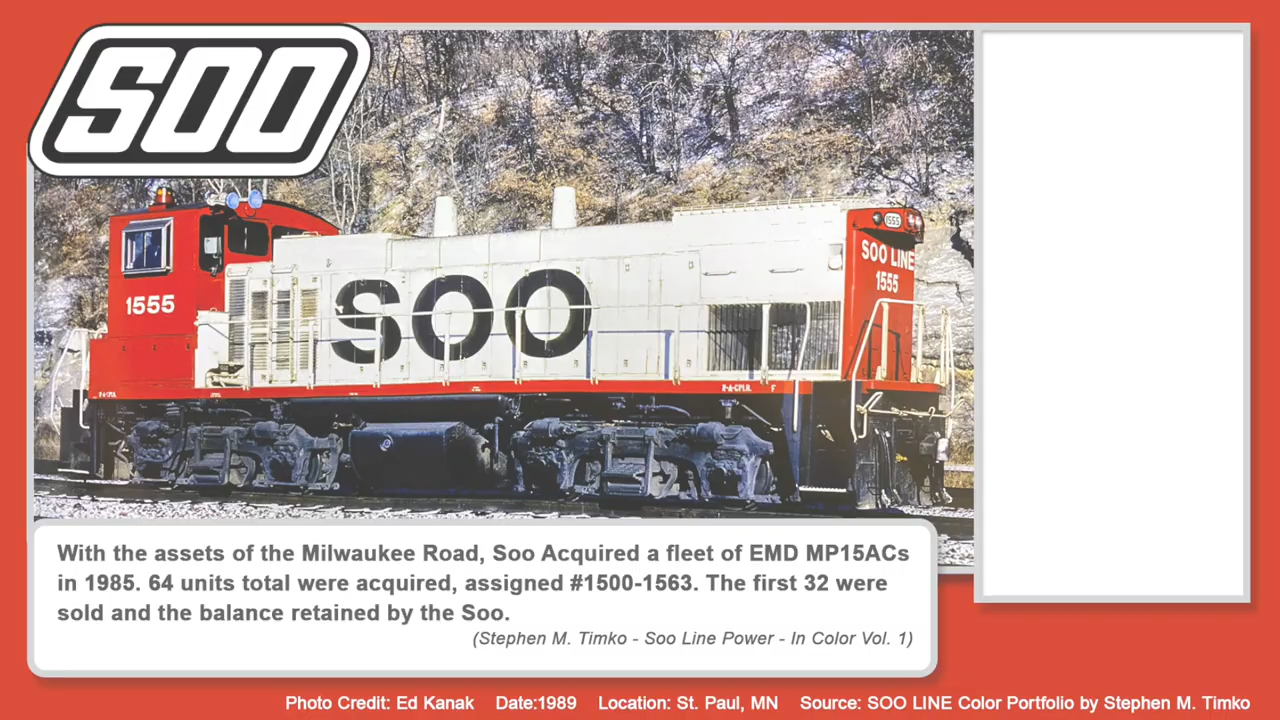 SOO
1555
SOO LINE
1555
1555
SOO
With the assets of the Milwaukee Road, Soo Acquired a fleet of EMD MP15ACs
in 1985. 64 units total were acquired, assigned #1500-1563. The first 32 were
sold and the balance retained by the Soo.
(Stephen M. Timko - Soo Line Power - In Color Vol. 1)
Photo Credit: Ed Kanak Date:1989 Location: St. Paul, MN Source: SOO LINE Color Portfolio by Stephen M. Timko